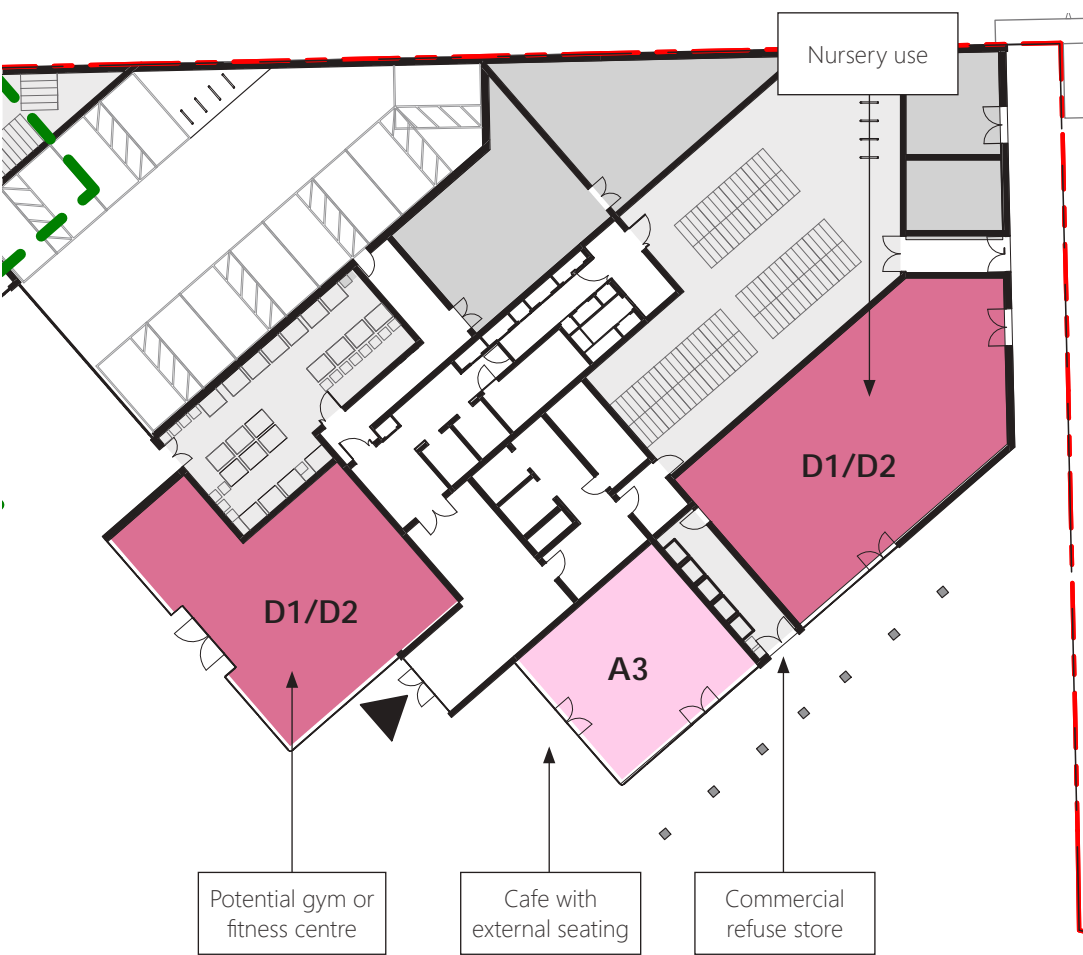 Nursery use
D1/D2
D1/D2
A3
Potential gym or
fitness centre
Cafe with
external seating
Commercial
refuse store